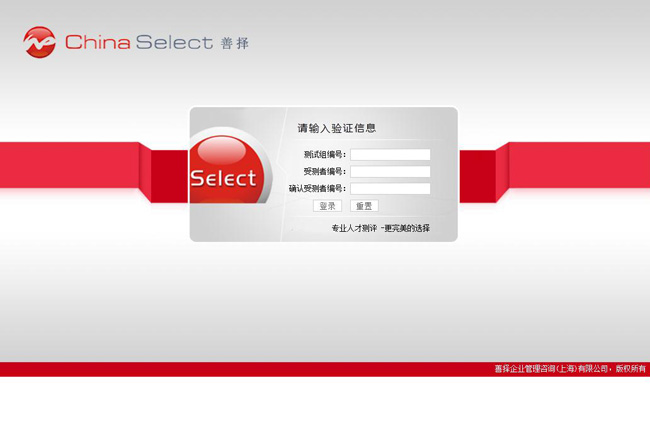 China Select 善择
请输入验证信息
Select
测试组编号：
受测者编号：
确认受测者编号：
登录 重置
专业人才测评 -更完美的选择
善择企业管理咨询(上海)有限公司，版权所有